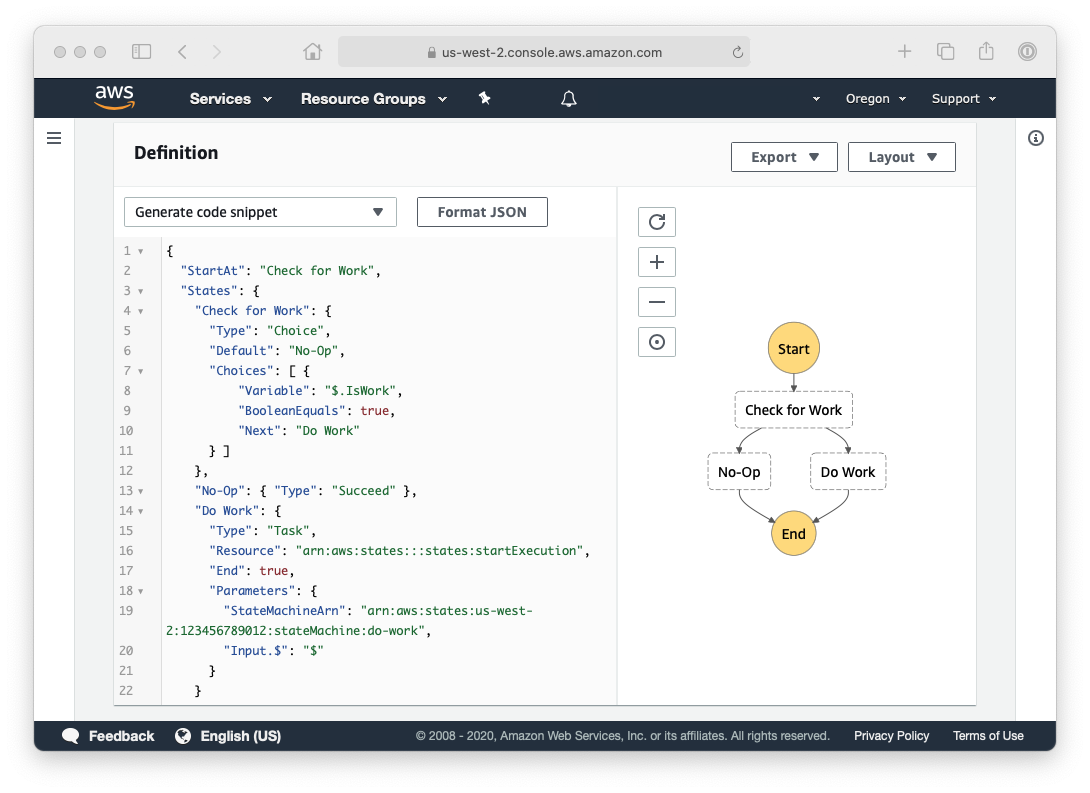 us-west-2.console.aws.amazon.com
aws
Services
Resource Groups
Oregon
Support
Definition
Export
Layout
Generate code snippet
Format JSON
1 {
2 "StartAt": "Check for Work",
3 "States": {
4 "Check for Work": {
5 "Type": "Choice",
6 "Default": "No-Op",
7 "Choices": [ {
8 "Variable": "$.IsWork",
9 "BooleanEquals": true,
10 "Next": "Do Work"
11 } ]
12 },
13 "No-Op": { "Type": "Succeed" },
14 "Do Work": {
15 "Type": "Task",
16 "Resource": "arn:aws:states:::states:startExecution",
17 "End": true,
18 "Parameters": {
19 "StateMachineArn": "arn:aws:states:us-west-
2:123456789012:stateMachine:do-work",
20 "Input.$": "$"
21 }
22 }
Start
Check for Work
No-Op
Do Work
End
Feedback
English (US)
© 2008 - 2020, Amazon Web Services, Inc. or its affiliates. All rights reserved.
Privacy Policy
Terms of Use